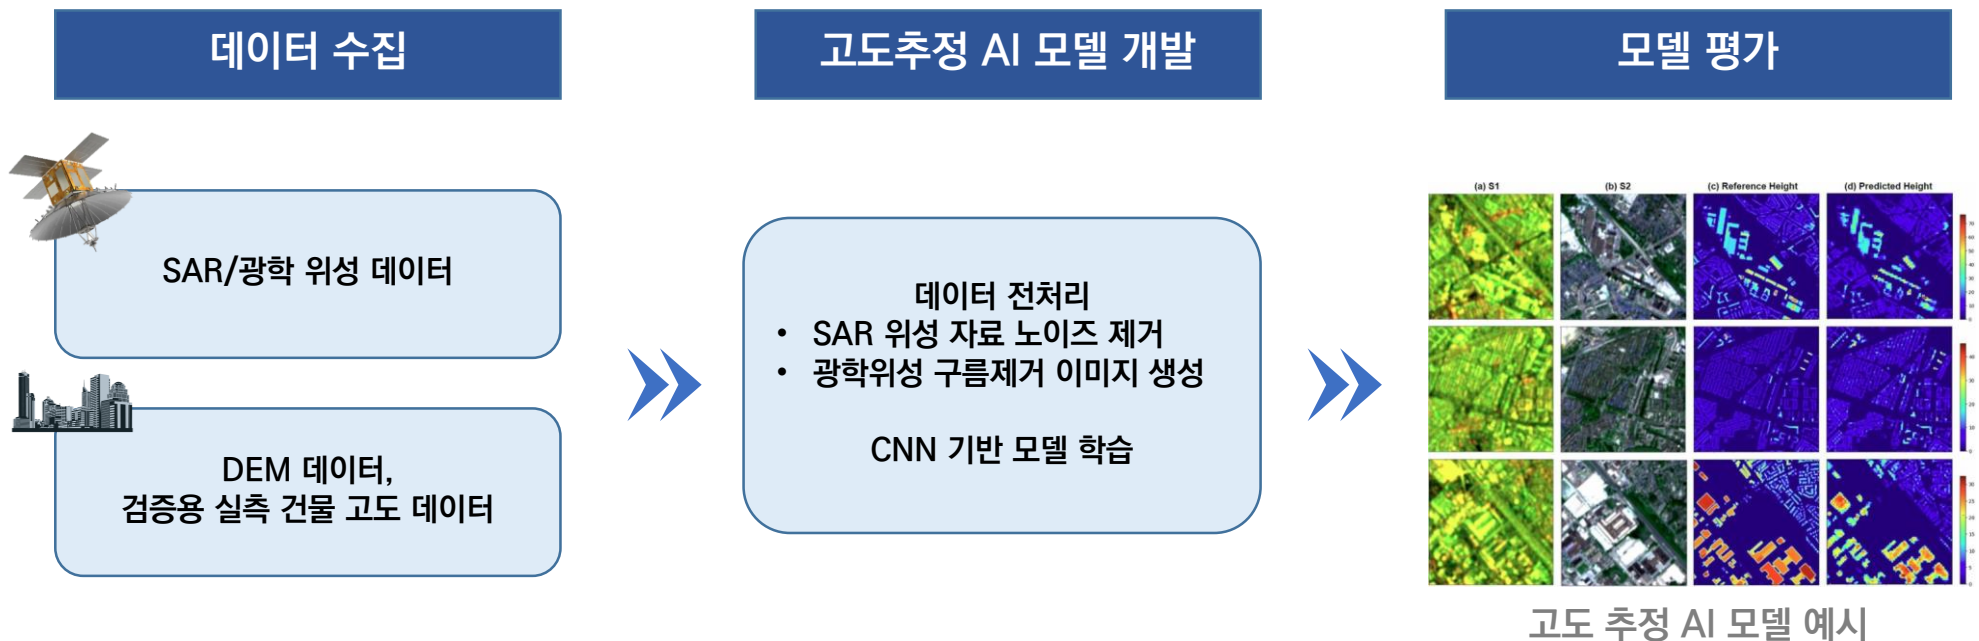 데이터 수집
고도추정 AI 모델 개발
모델 평가
SAR/광학 위성 데이터
DEM 데이터,
검증용 실측 건물 고도 데이터
데이터 전처리
• SAR 위성 자료 노이즈 제거
• 광학위성 구름제거 이미지 생성
CNN 기반 모델 학습
(a) S1
(b) S2
(c) Reference Height
(d) Predicted Height
고도 추정 AI 모델 예시